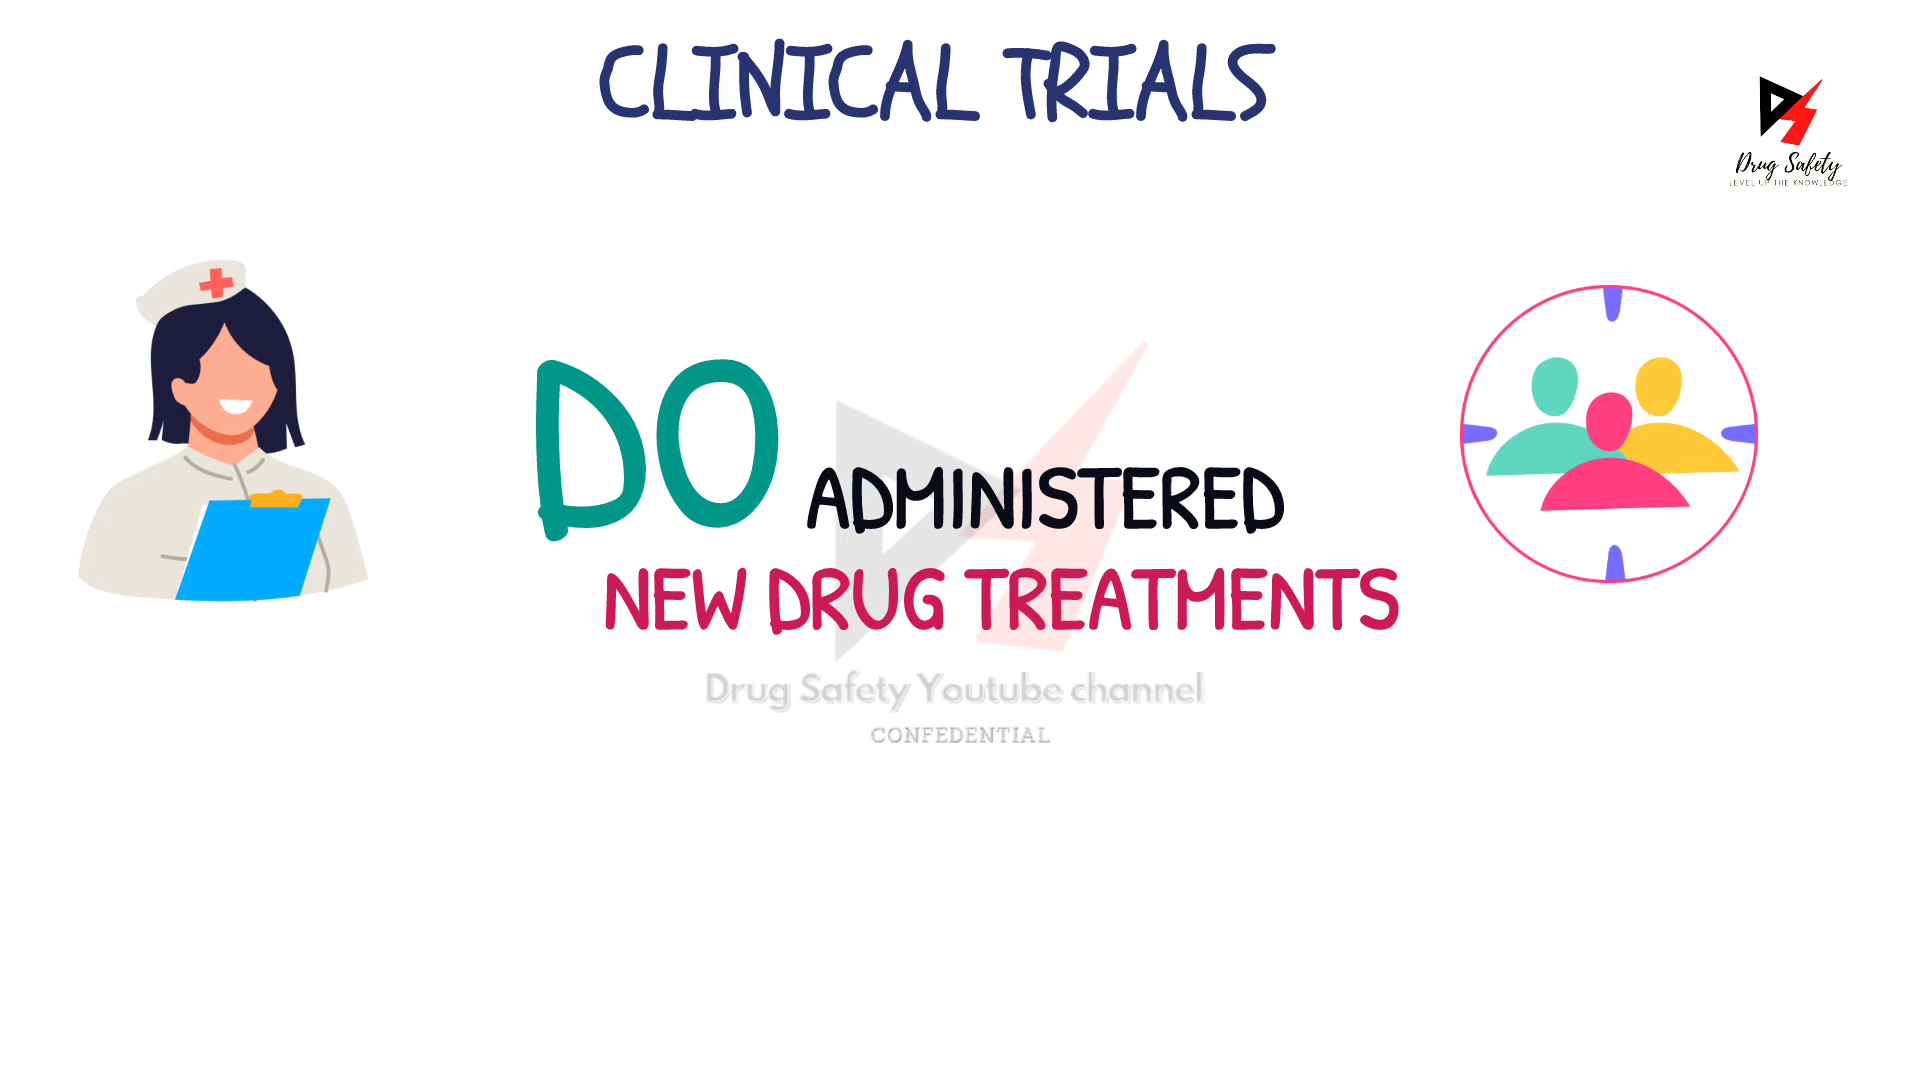 CLINICAL TRIALS
Drug Safety
LEVEL UP THE KNOWLEDGE
DO ADMINISTERED
NEW DRUG TREATMENTS
Drug Safety Youtube channel
CONFEDENTIAL